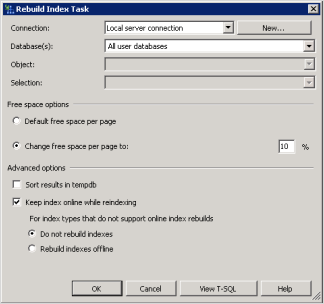 Rebuild Index Task
Connection: Local server connection New...
Database(s): All user databases
Object:
Selection:
Free space options
Default free space per page
Change free space per page to: 10 %
Advanced options
Sort results in tempdb
Keep index online while reindexing
For index types that do not support online index rebuilds
Do not rebuild indexes
Rebuild indexes offline
OK Cancel View T-SQL Help